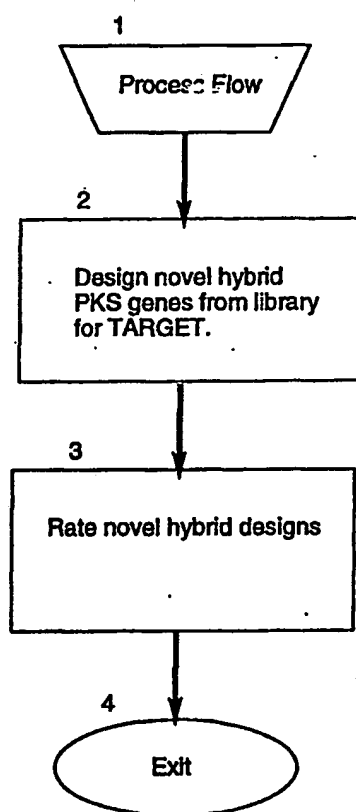 1
Process Flow
2
Design novel hybrid
PKS genes from library
for TARGET.
3
Rate novel hybrid designs
4
Exit